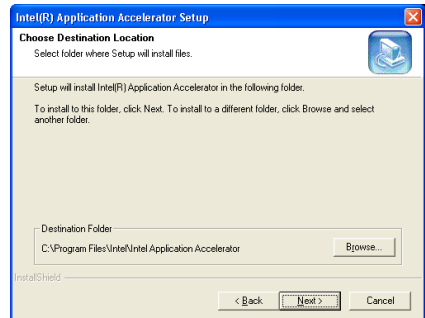 Intel(R) Application Accelerator Setup
Choose Destination Location
Select folder where Setup will install files.
Setup will install Intel(R) Application Accelerator in the following folder.
To install to this folder, click Next. To install to a different folder, click Browse and select
another folder.
Destination Folder
C:\Program Files\Intel\Intel Application Accelerator
Browse...
InstallShield
< Back
Next >
Cancel